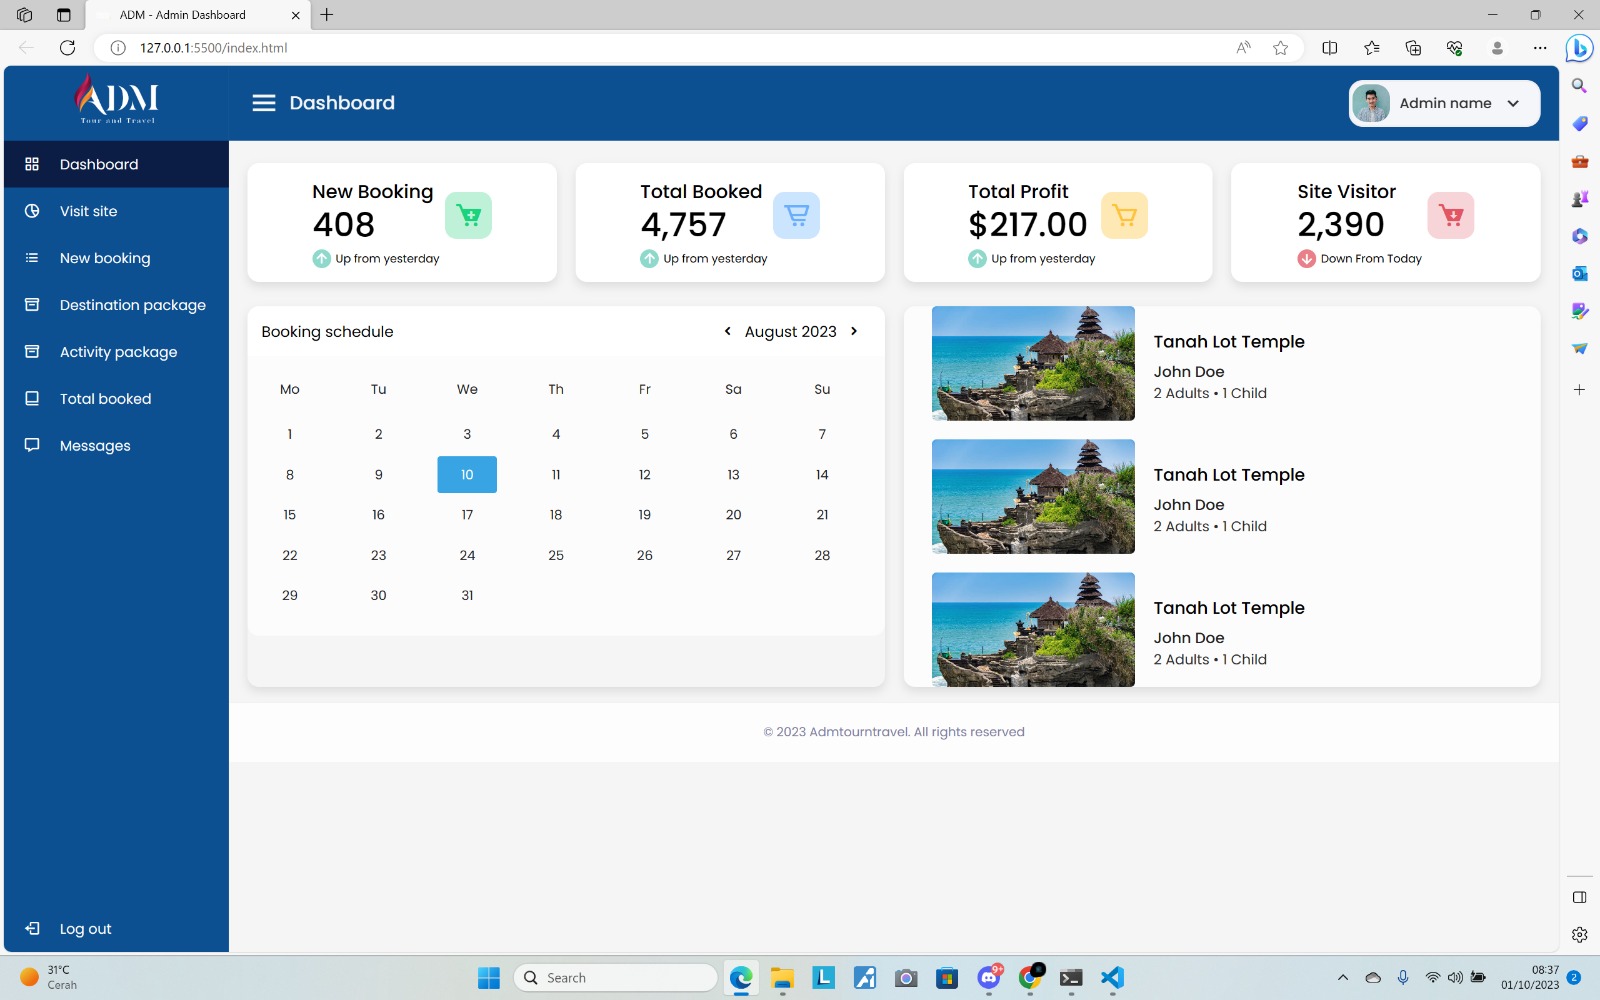 ADM - Admin Dashboard
127.0.0.1:5500/index.html
ADM
Tour and Travel
Dashboard
Admin name
Dashboard
Visit site
New booking
Destination package
Activity package
Total booked
Messages
Log out
New Booking
408
Up from yesterday
Total Booked
4,757
Up from yesterday
Total Profit
$217.00
Up from yesterday
Site Visitor
2,390
Down From Today
Booking schedule
August 2023
Mo Tu We Th Fr Sa Su
1 2 3 4 5 6 7
8 9 10 11 12 13 14
15 16 17 18 19 20 21
22 23 24 25 26 27 28
29 30 31
Tanah Lot Temple
John Doe
2 Adults • 1 Child
Tanah Lot Temple
John Doe
2 Adults • 1 Child
Tanah Lot Temple
John Doe
2 Adults • 1 Child
© 2023 Admtourntravel. All rights reserved
31°C
Cerah
Search
9+
08:37
01/10/2023
2